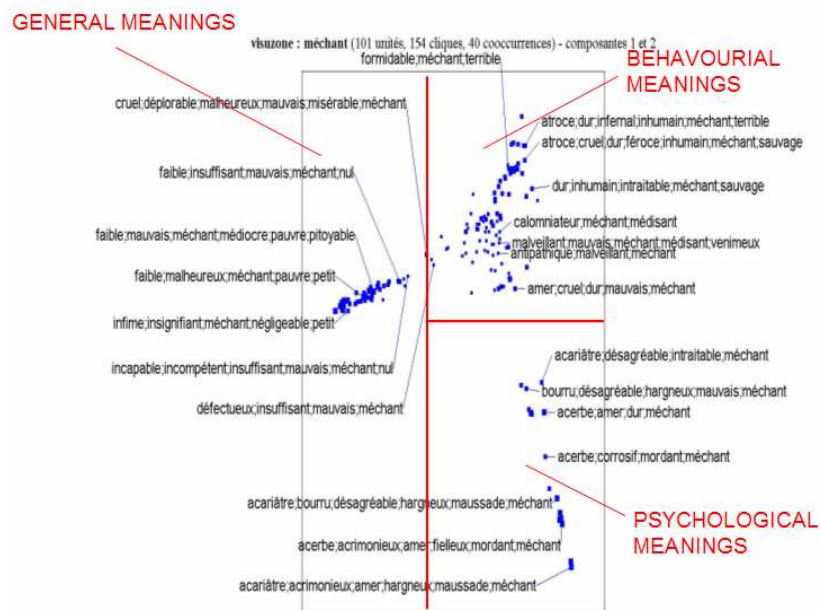 GENERAL MEANINGS
visuzone : méchant (101 unités, 154 cliques, 40 cooccurrences) - composantes 1 et 2
formidable;méchant;terrible
BEHAVOURIAL
MEANINGS
cruel;déplorable;malheureux;mauvais;misérable;méchant
atroce;dur;infernal;inhumain;méchant;terrible
atroce;cruel;dur;féroce;inhumain;méchant;sauvage
faible;insuffisant;mauvais;méchant;nul
dur;inhumain;intraitable;méchant;sauvage
calomniateur;méchant;médisant
faible;mauvais;méchant;médiocre;pauvre;pitoyable
malveillant;mauvais;méchant;médisant;venimeux
antipathique;malveillant;méchant
faible;malheureux;méchant;pauvre;petit
amer;cruel;dur;mauvais;méchant
infime;insignifiant;méchant;négligeable;petit
acariâtre;désagréable;intraitable;méchant
incapable;incompétent;insuffisant;mauvais;méchant;nul
bourru;désagréable;hargneux;mauvais;méchant
défectueux;insuffisant;mauvais;méchant
acerbe;amer;dur;méchant
acerbe;corrosif;mordant;méchant
acariâtre;bourru;désagréable;hargneux;maussade;méchant
PSYCHOLOGICAL
MEANINGS
acerbe;acrimonieux;amer;fielleux;mordant;méchant
acariâtre;acrimonieux;amer;hargneux;maussade;méchant